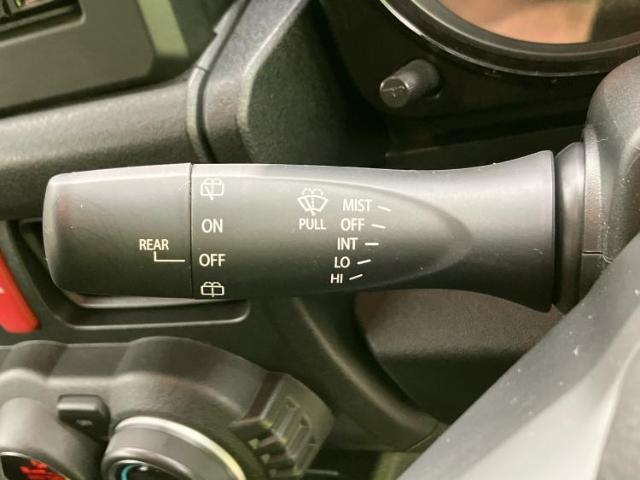 REAR
ON
OFF
PULL
MIST
OFF
INT
LO
HI